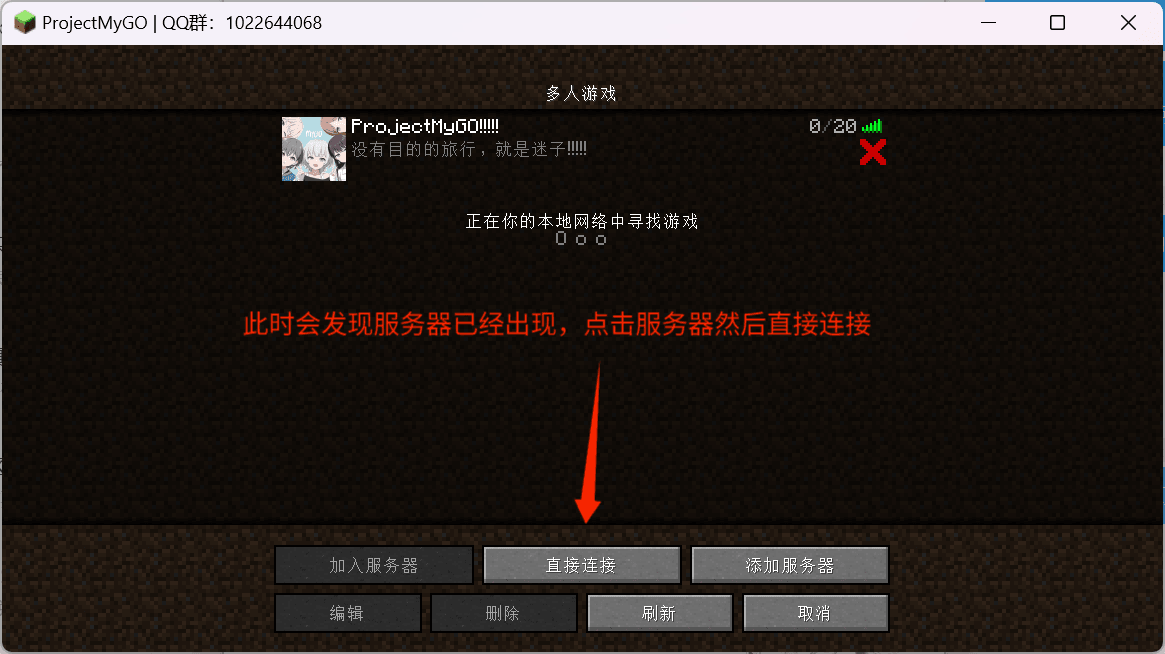 ProjectMyGO | QQ群：1022644068
多人游戏
ProjectMyGO!!!!!
0/20
没有目的的旅行，就是迷子!!!!!
正在你的本地网络中寻找游戏
O o o
此时会发现服务器已经出现，点击服务器然后直接连接
加入服务器
直接连接
添加服务器
编辑
删除
刷新
取消